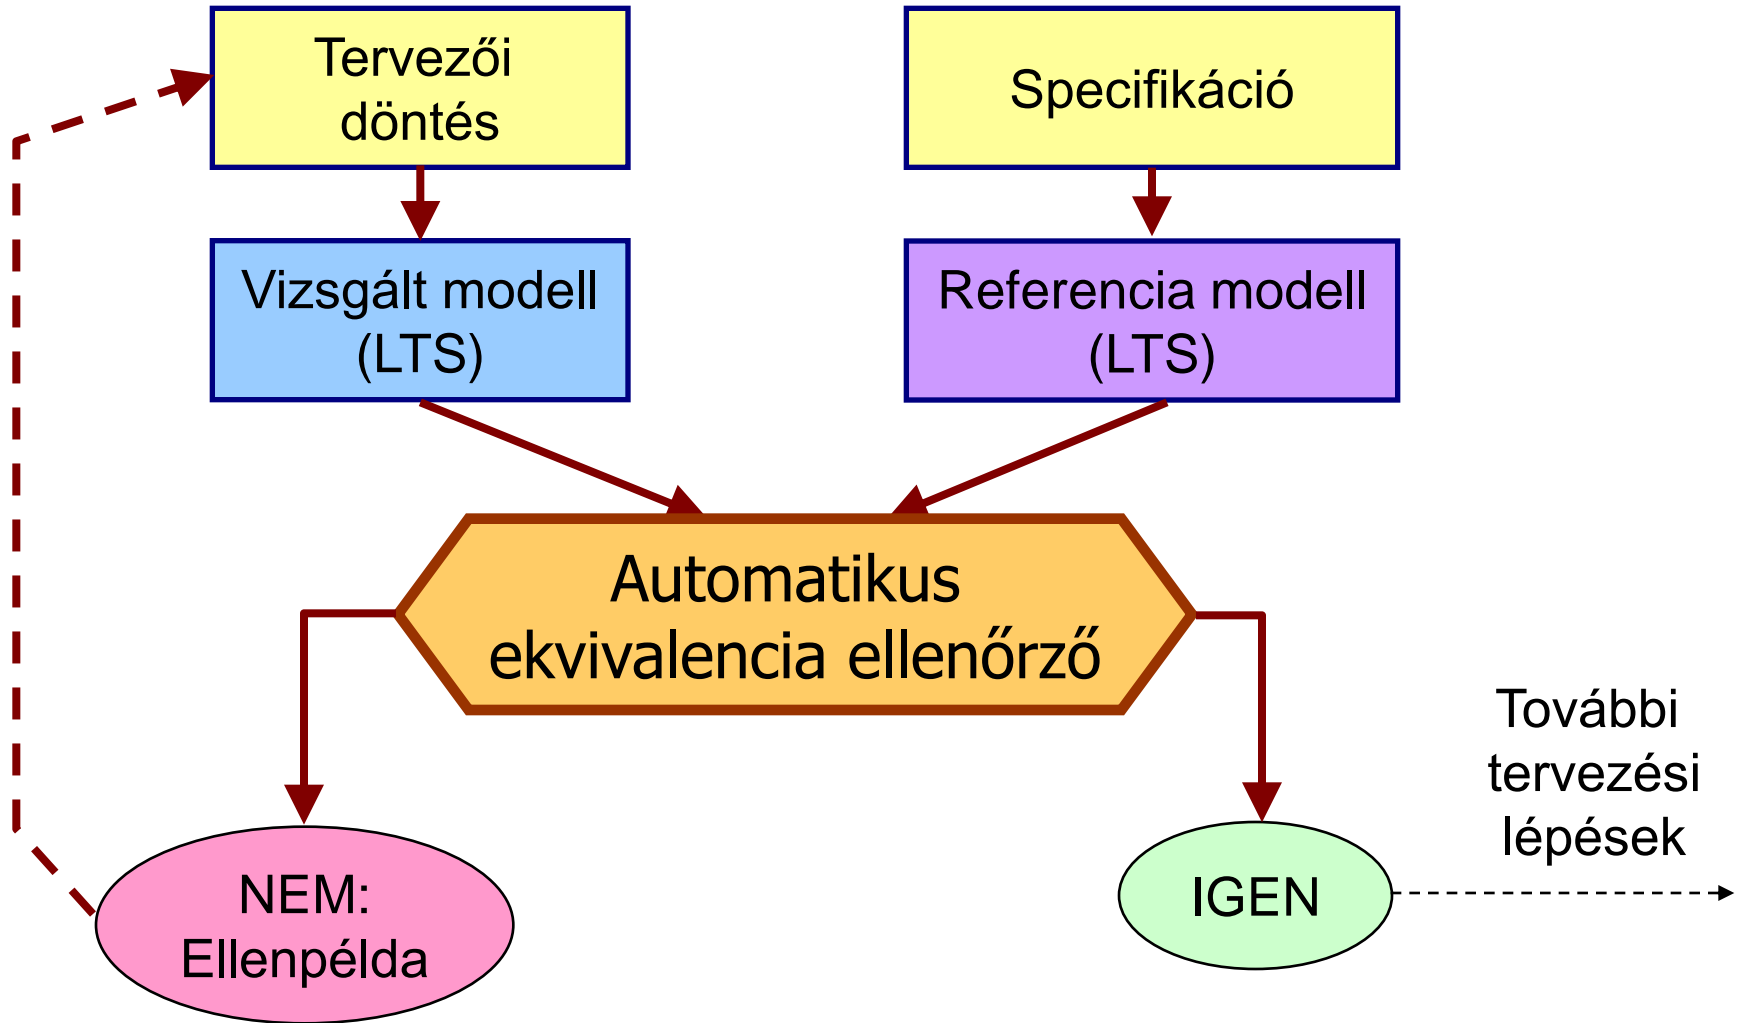 Tervezői
döntés
Specifikáció
Vizsgált modell
(LTS)
Referencia modell
(LTS)
Automatikus
ekvivalencia ellenőrző
További
tervezési
lépések
NEM:
Ellenpélda
IGEN